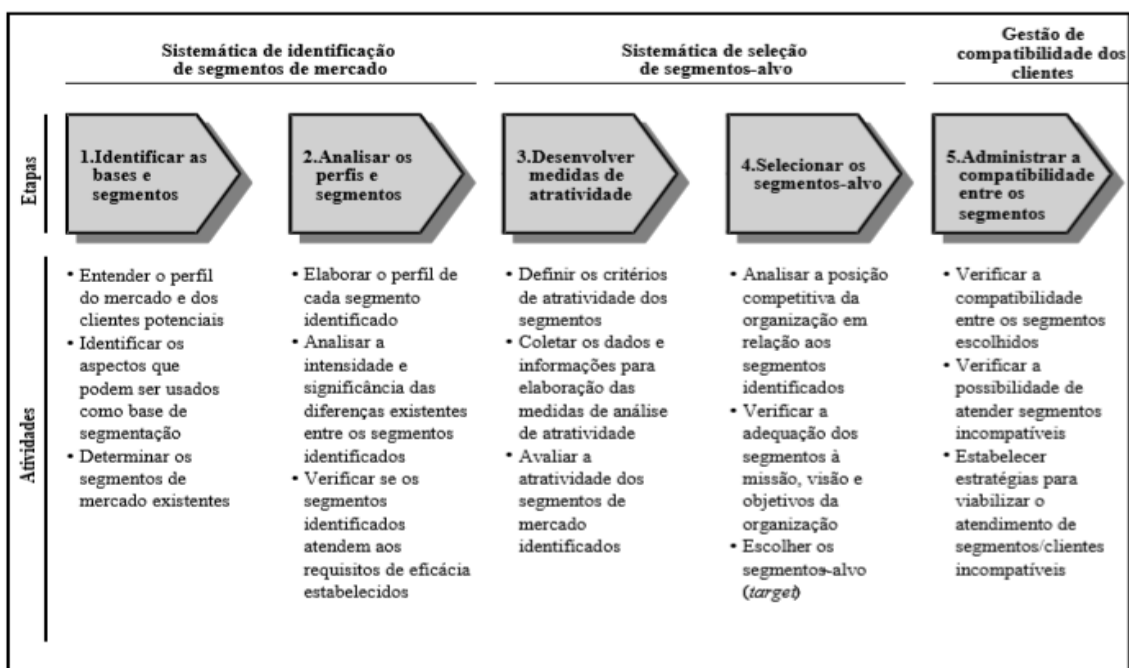 Sistemática de identificação
de segmentos de mercado
Sistemática de seleção
de segmentos-alvo
Gestão de
compatibilidade dos
clientes
Etapas
1.Identificar as
bases e
segmentos
2.Analisar os
perfis e
segmentos
3.Desenvolver
medidas de
atratividade
4.Selecionar os
segmentos-alvo
5.Administrar a
compatibilidade
entre os
segmentos
Atividades
• Entender o perfil
do mercado e dos
clientes potenciais
• Identificar os
aspectos que
podem ser usados
como base de
segmentação
• Determinar os
segmentos de
mercado existentes
• Elaborar o perfil de
cada segmento
identificado
• Analisar a
intensidade e
significância das
diferenças existentes
entre os segmentos
identificados
• Verificar se os
segmentos
identificados
atendem aos
requisitos de eficácia
estabelecidos
• Definir os critérios
de atratividade dos
segmentos
• Coletar os dados e
informações para
elaboração das
medidas de análise
de atratividade
• Avaliar a
atratividade dos
segmentos de
mercado
identificados
• Analisar a posição
competitiva da
organização em
relação aos
segmentos
identificados
• Verificar a
adequação dos
segmentos à
missão, visão e
objetivos da
organização
• Escolher os
segmentos-alvo
(target)
• Verificar a
compatibilidade
entre os segmentos
escolhidos
• Verificar a
possibilidade de
atender segmentos
incompatíveis
• Estabelecer
estratégias para
viabilizar o
atendimento de
segmentos/clientes
incompatíveis